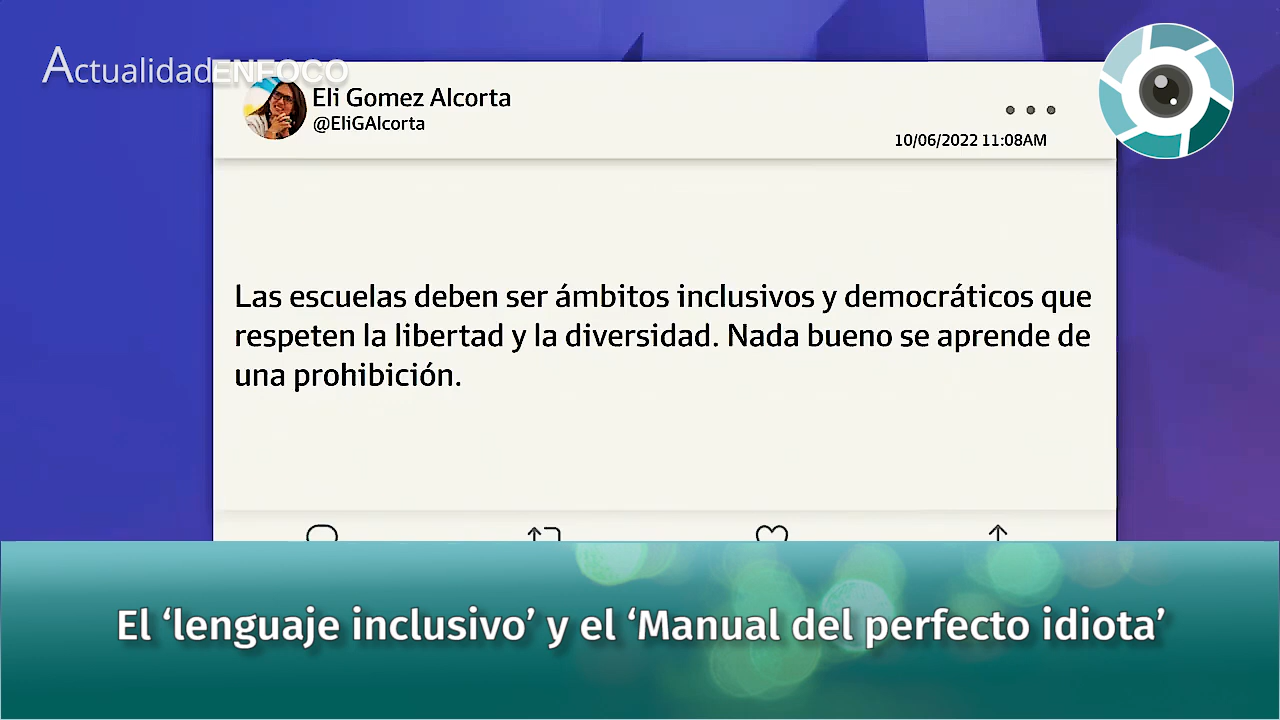 ActualidadENFOCO
Eli Gomez Alcorta
@EliGAlcorta
10/06/2022 11:08AM
Las escuelas deben ser ámbitos inclusivos y democráticos que
respeten la libertad y la diversidad. Nada bueno se aprende de
una prohibición.
El ‘lenguaje inclusivo’ y el ‘Manual del perfecto idiota’